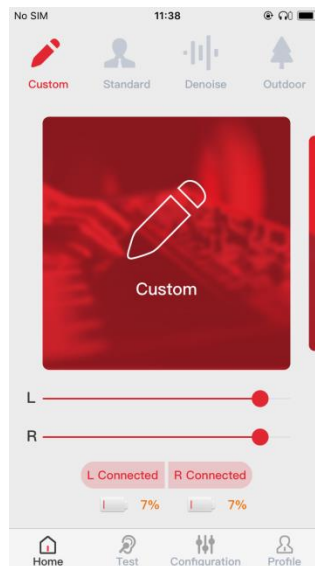 No SIM 11:38
Custom Standard Denoise Outdoor
Custom
L
R
L Connected R Connected
7% 7%
Home Test Configuration Profile